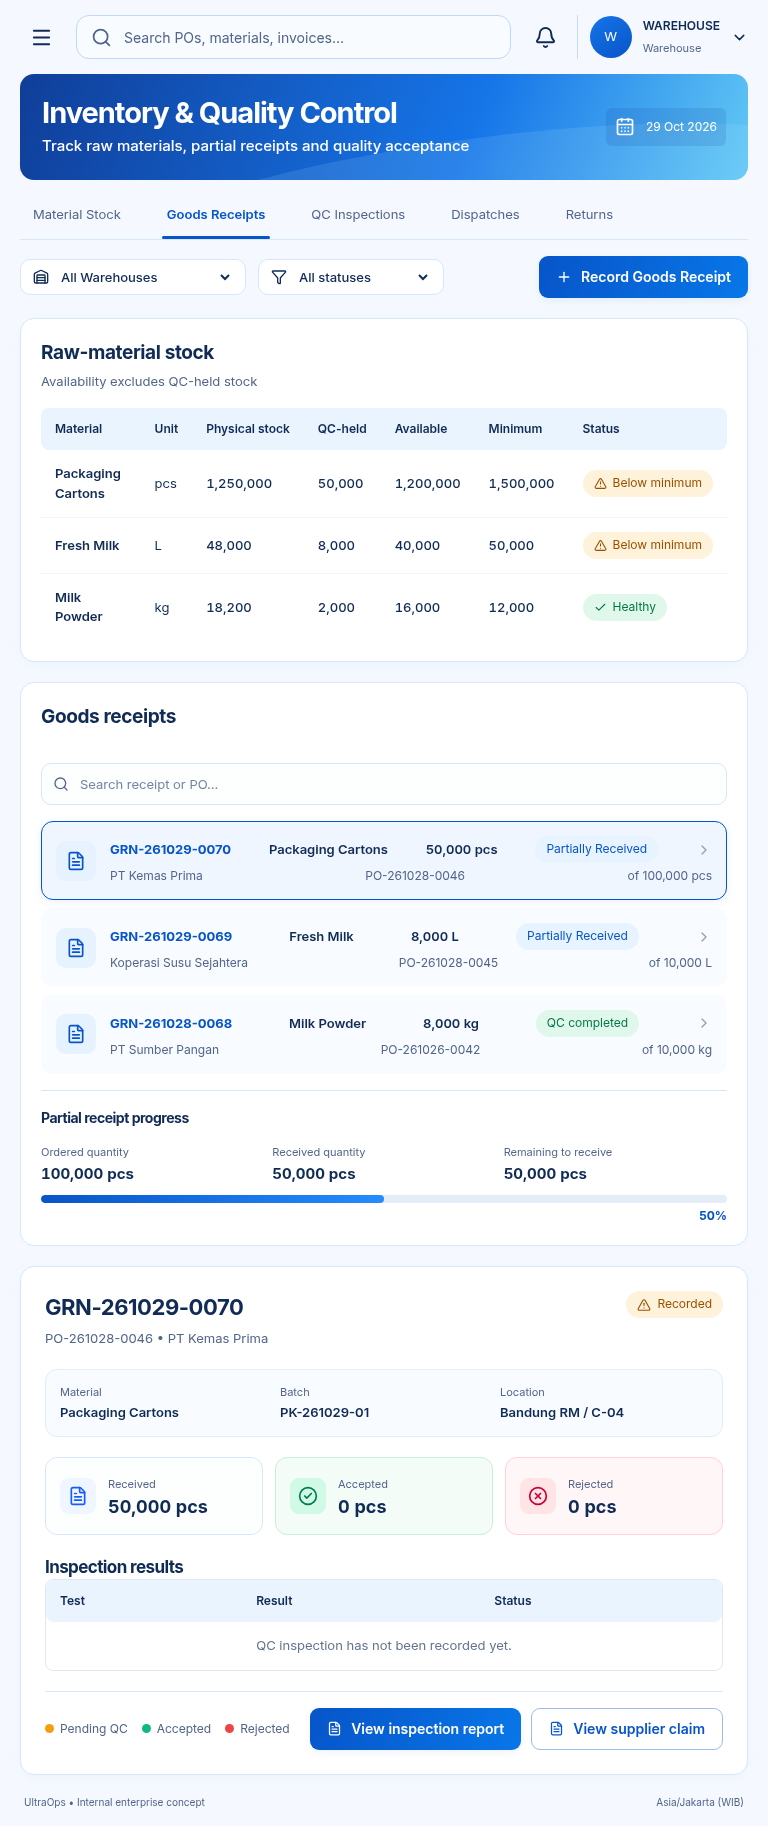 Search POs, materials, invoices...
W
WAREHOUSE
Warehouse
Inventory & Quality Control
Track raw materials, partial receipts and quality acceptance
29 Oct 2026
Material Stock
Goods Receipts
QC Inspections
Dispatches
Returns
All Warehouses
All statuses
Record Goods Receipt
Raw-material stock
Availability excludes QC-held stock
Material Unit Physical stock QC-held Available Minimum Status
Packaging Cartons pcs 1,250,000 50,000 1,200,000 1,500,000 Below minimum
Fresh Milk L 48,000 8,000 40,000 50,000 Below minimum
Milk Powder kg 18,200 2,000 16,000 12,000 Healthy
Goods receipts
Search receipt or PO...
GRN-261029-0070 Packaging Cartons 50,000 pcs Partially Received
PT Kemas Prima PO-261028-0046 of 100,000 pcs
GRN-261029-0069 Fresh Milk 8,000 L Partially Received
Koperasi Susu Sejahtera PO-261028-0045 of 10,000 L
GRN-261028-0068 Milk Powder 8,000 kg QC completed
PT Sumber Pangan PO-261026-0042 of 10,000 kg
Partial receipt progress
Ordered quantity Received quantity Remaining to receive
100,000 pcs 50,000 pcs 50,000 pcs
50%
GRN-261029-0070
Recorded
PO-261028-0046 • PT Kemas Prima
Material Batch Location
Packaging Cartons PK-261029-01 Bandung RM / C-04
Received Accepted Rejected
50,000 pcs 0 pcs 0 pcs
Inspection results
Test Result Status
QC inspection has not been recorded yet.
Pending QC Accepted Rejected
View inspection report
View supplier claim
UltraOps • Internal enterprise concept
Asia/Jakarta (WIB)